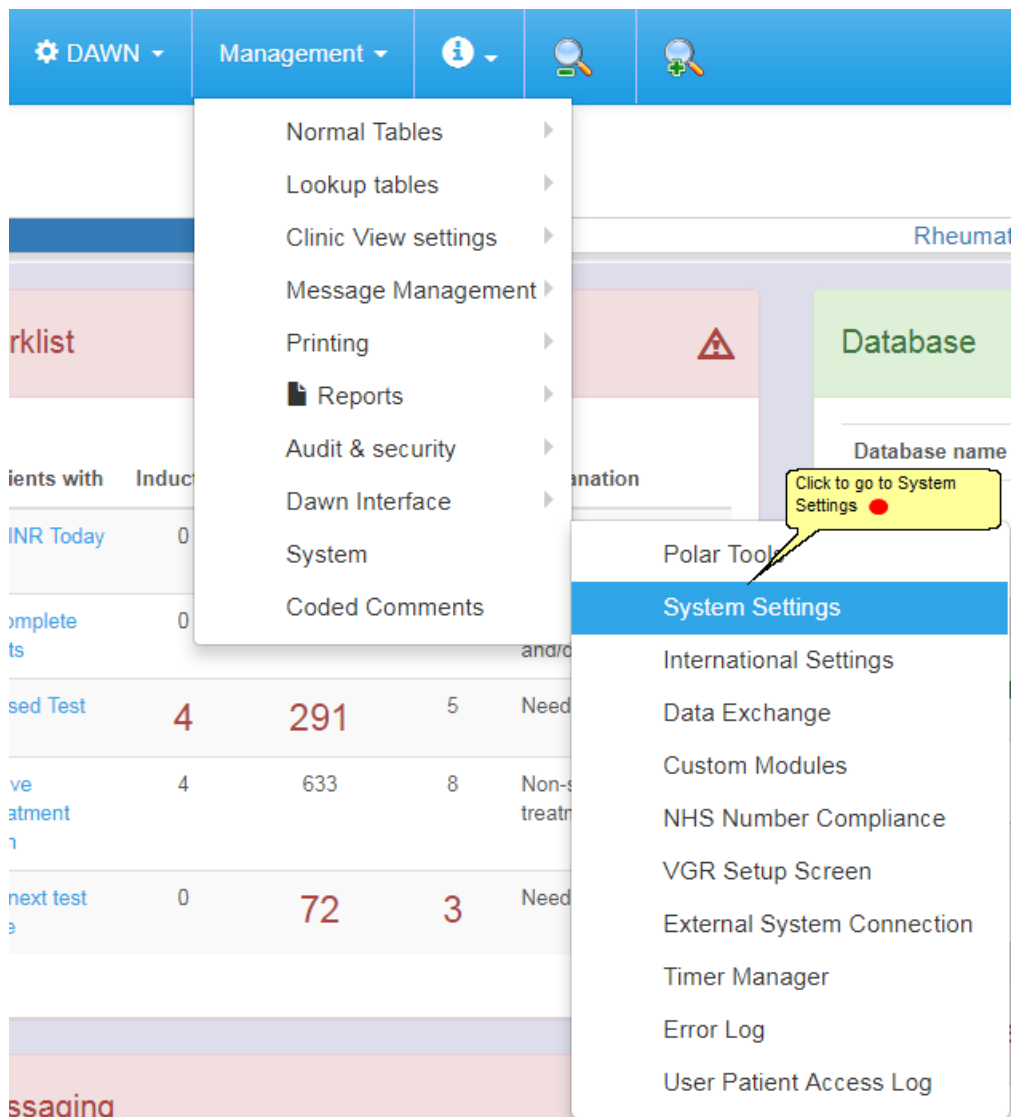 DAWN
Management
Normal Tables
Lookup tables
Clinic View settings
Message Management
Printing
Reports
Audit & security
Dawn Interface
System
Coded Comments
Rheumat
rklist
Database
Database name
ients with Induct anation
Click to go to System
Settings
INR Today 0
omplete 0
ts and/o
sed Test 4 291 5 Need
ve 4 633 8 Non-s
atment treatn
n
next test 0 72 3 Need
e
Polar Tools
System Settings
International Settings
Data Exchange
Custom Modules
NHS Number Compliance
VGR Setup Screen
External System Connection
Timer Manager
Error Log
User Patient Access Log
ssaging